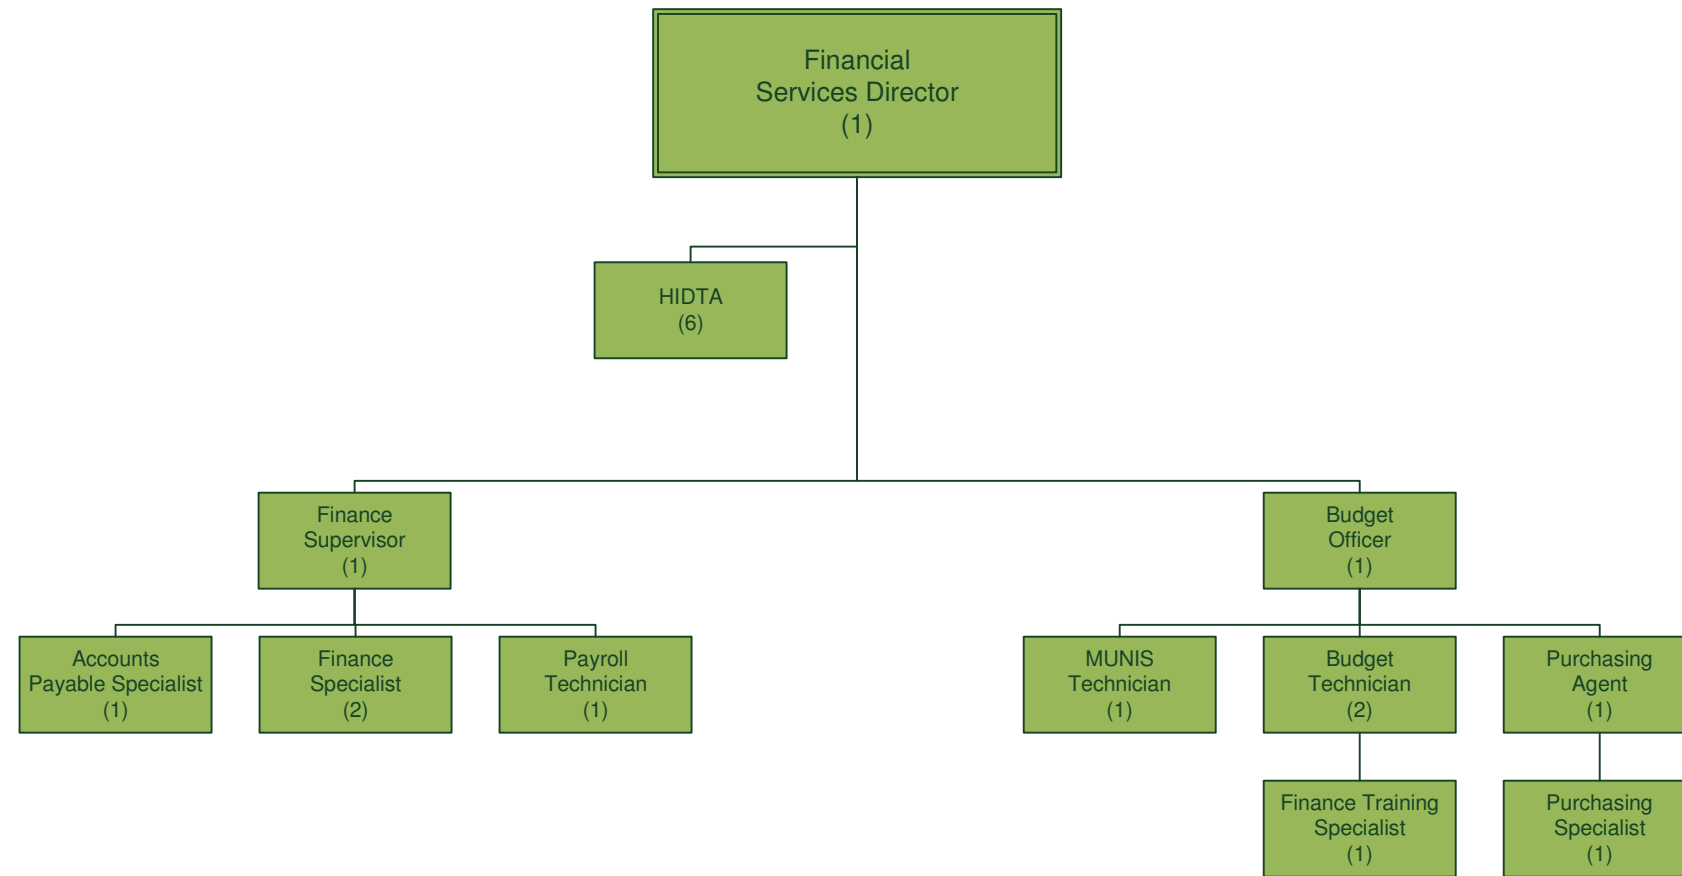 Financial
Services Director
(1)
HIDTA
(6)
Finance
Supervisor
(1)
Budget
Officer
(1)
Accounts
Payable Specialist
(1)
Finance
Specialist
(2)
Payroll
Technician
(1)
MUNIS
Technician
(1)
Budget
Technician
(2)
Purchasing
Agent
(1)
Finance Training
Specialist
(1)
Purchasing
Specialist
(1)